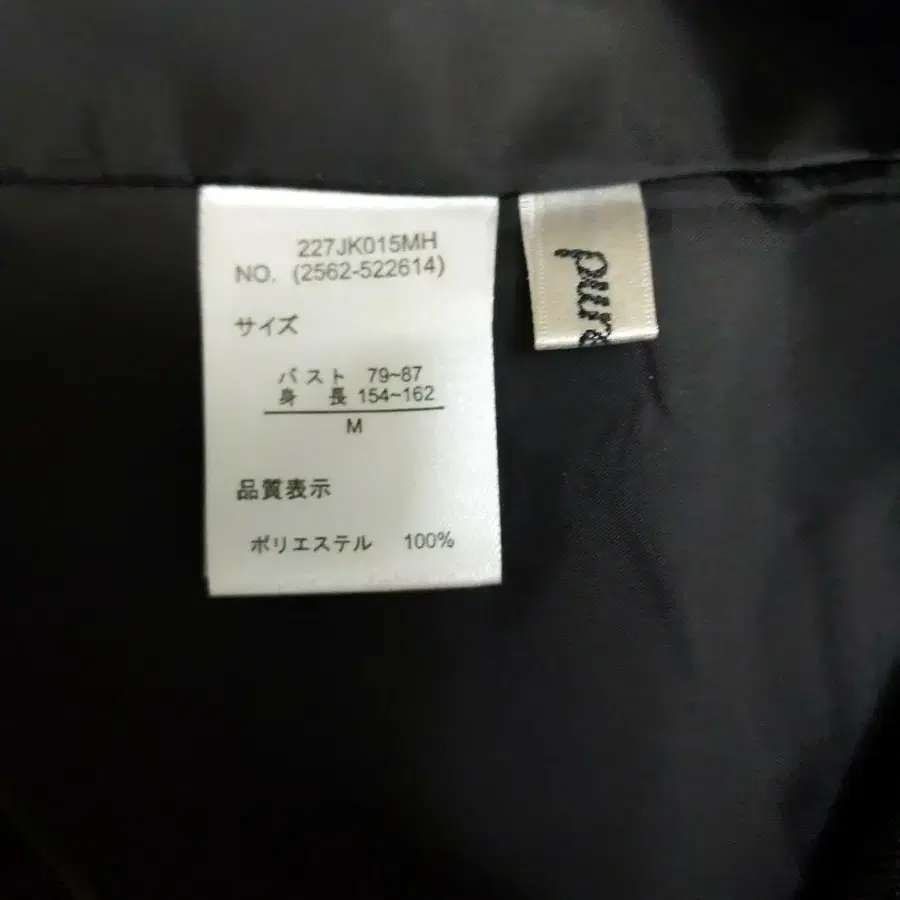 227JK015MH
NO. (2562-522614)
サイズ
バスト 79~87
身 長 154~162
M
品質表示
ポリエステル 100%
pure